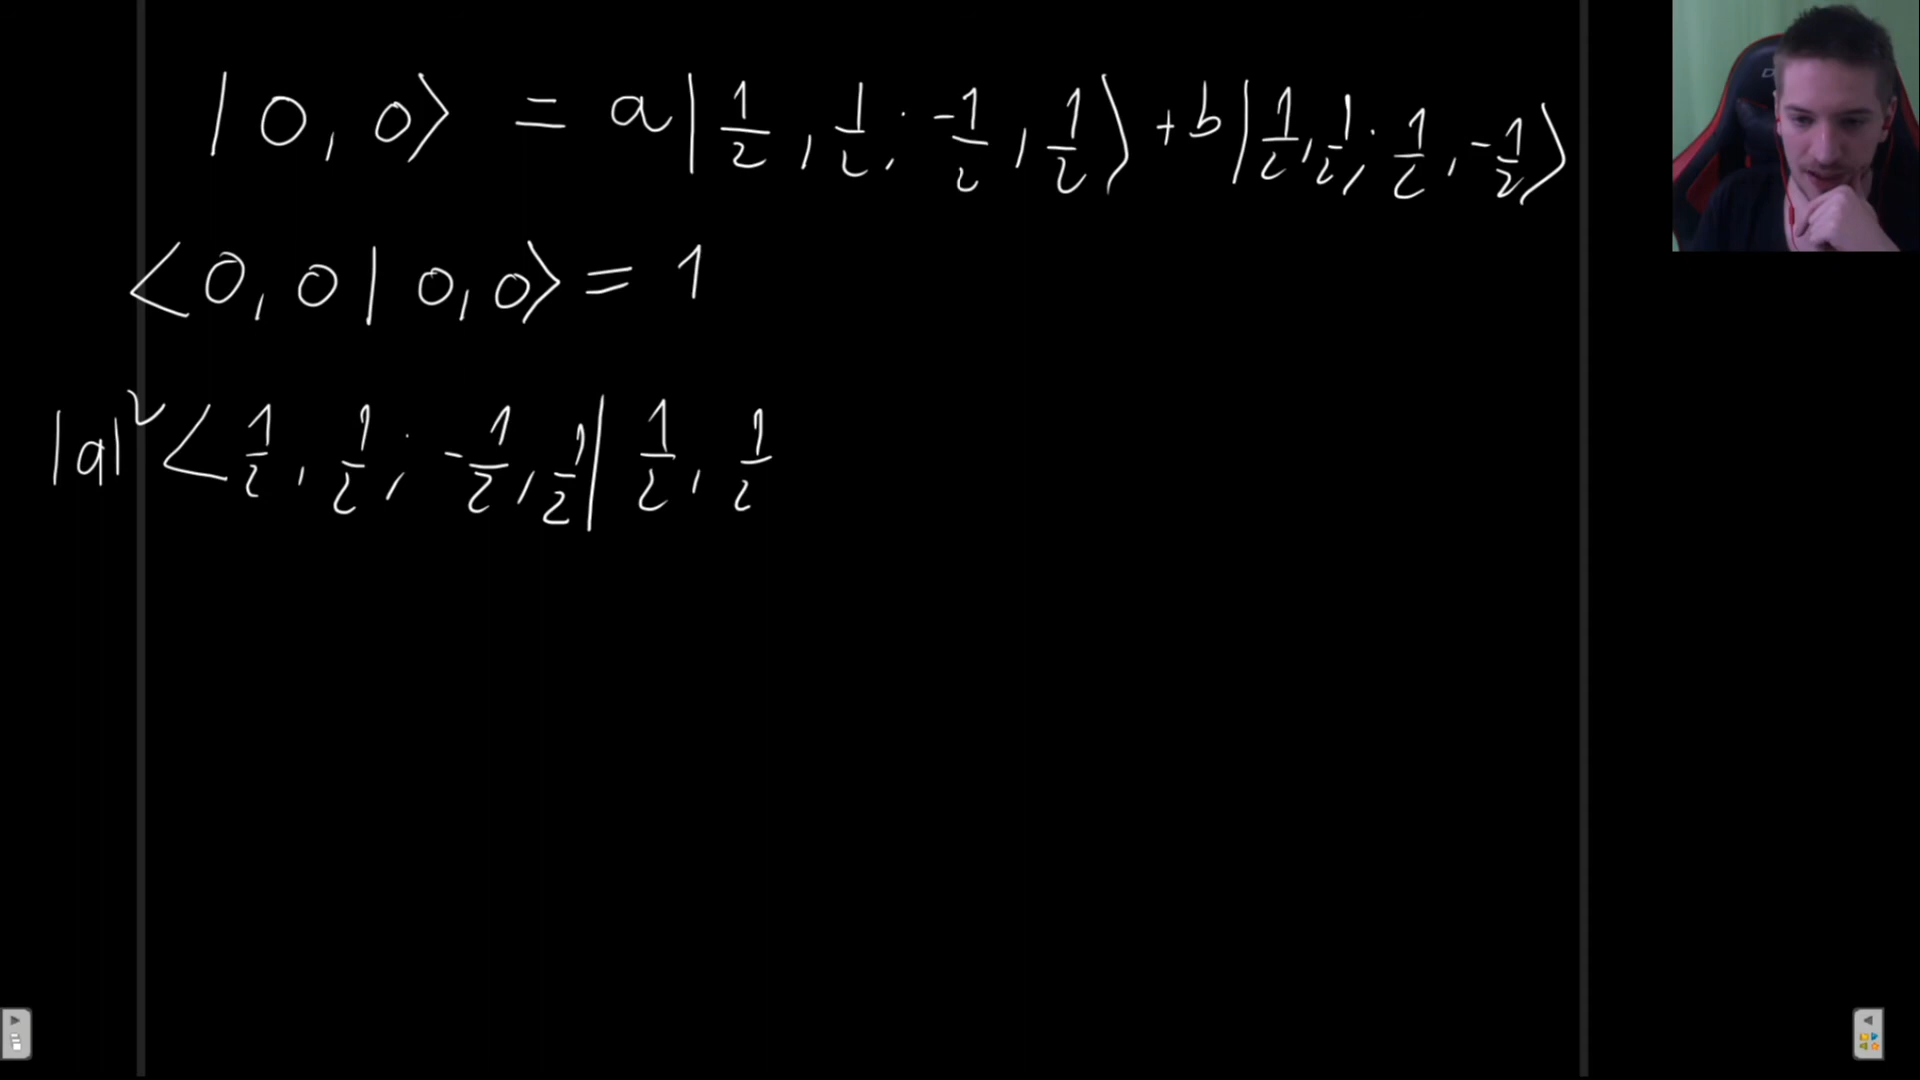 |0, 0⟩ = a|1/2, 1/2; -1/2, 1/2⟩ + b|1/2, 1/2; 1/2, -1/2⟩
⟨0, 0|0, 0⟩ = 1
|a|² ⟨1/2, 1/2; -1/2, 1/2|1/2, 1/2